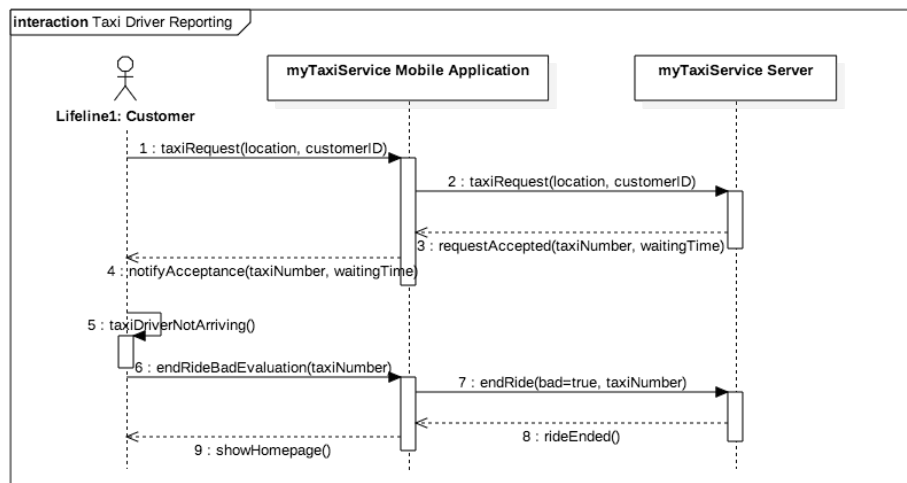 interaction Taxi Driver Reporting
myTaxiService Mobile Application
myTaxiService Server
Lifeline1: Customer
1 : taxiRequest(location, customerID)
2 : taxiRequest(location, customerID)
3 : requestAccepted(taxiNumber, waitingTime)
4 : notifyAcceptance(taxiNumber, waitingTime)
5 : taxiDriverNotArriving()
6 : endRideBadEvaluation(taxiNumber)
7 : endRide(bad=true, taxiNumber)
8 : rideEnded()
9 : showHomepage()